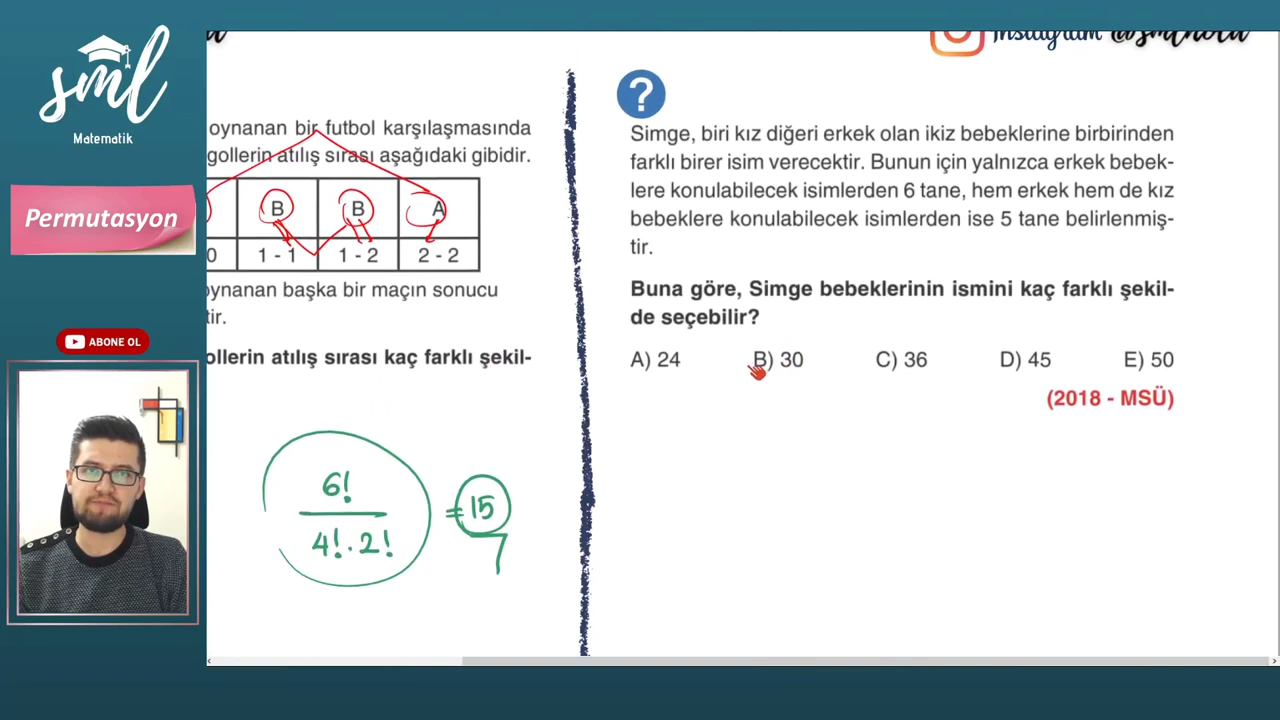 sml
Matematik
Permutasyon
ABONE OL
Instagram
oynanan bir futbol karşılaşmasında
gollerin atılış sırası aşağıdaki gibidir.
B B A
0 1 - 1 1 - 2 2 - 2
oynanan başka bir maçın sonucu
tir.
ollerin atılış sırası kaç farklı şekil-
6!
4! · 2!
= 15
?
Simge, biri kız diğeri erkek olan ikiz bebeklerine birbirinden
farklı birer isim verecektir. Bunun için yalnızca erkek bebek-
lere konulabilecek isimlerden 6 tane, hem erkek hem de kız
bebeklere konulabilecek isimlerden ise 5 tane belirlenmiş-
tir.
Buna göre, Simge bebeklerinin ismini kaç farklı şekil-
de seçebilir?
A) 24 B) 30 C) 36 D) 45 E) 50
(2018 - MSÜ)